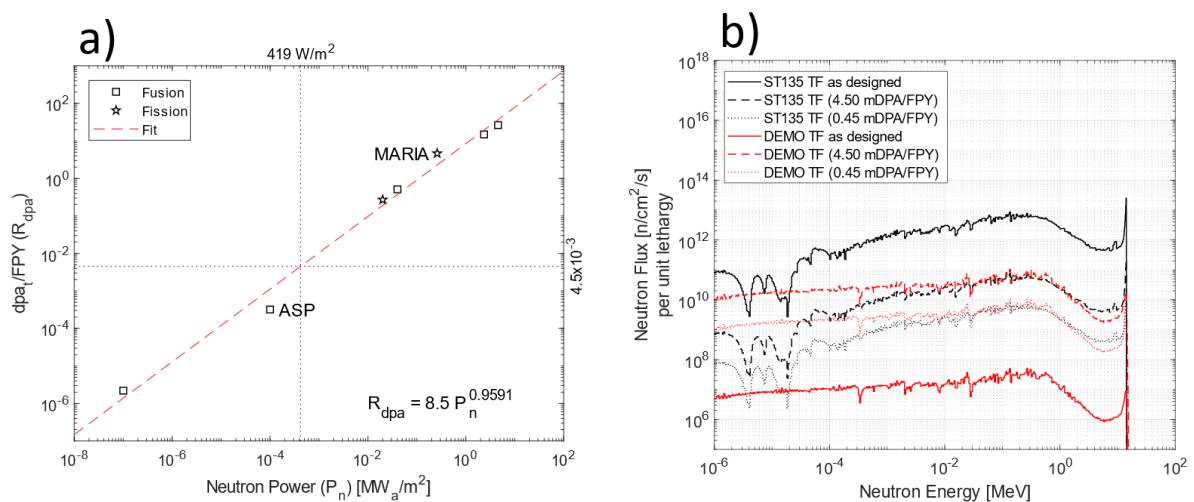 a)
419 W/m²
Fusion
Fission
Fit
MARIA
ASP
R_dpa = 8.5 P_n^0.9591
4.5x10⁻³
dpa_t/FPY (R_dpa)
10²
10⁰
10⁻²
10⁻⁴
10⁻⁶
10⁻⁸
10⁻⁶
10⁻⁴
10⁻²
10⁰
10²
Neutron Power (P_n) [MW_a/m²]
b)
ST135 TF as designed
ST135 TF (4.50 mDPA/FPY)
ST135 TF (0.45 mDPA/FPY)
DEMO TF as designed
DEMO TF (4.50 mDPA/FPY)
DEMO TF (0.45 mDPA/FPY)
Neutron Flux [n/cm²/s]
per unit lethargy
10¹⁸
10¹⁶
10¹⁴
10¹²
10¹⁰
10⁸
10⁶
10⁻⁶
10⁻⁴
10⁻²
10⁰
10²
Neutron Energy [MeV]